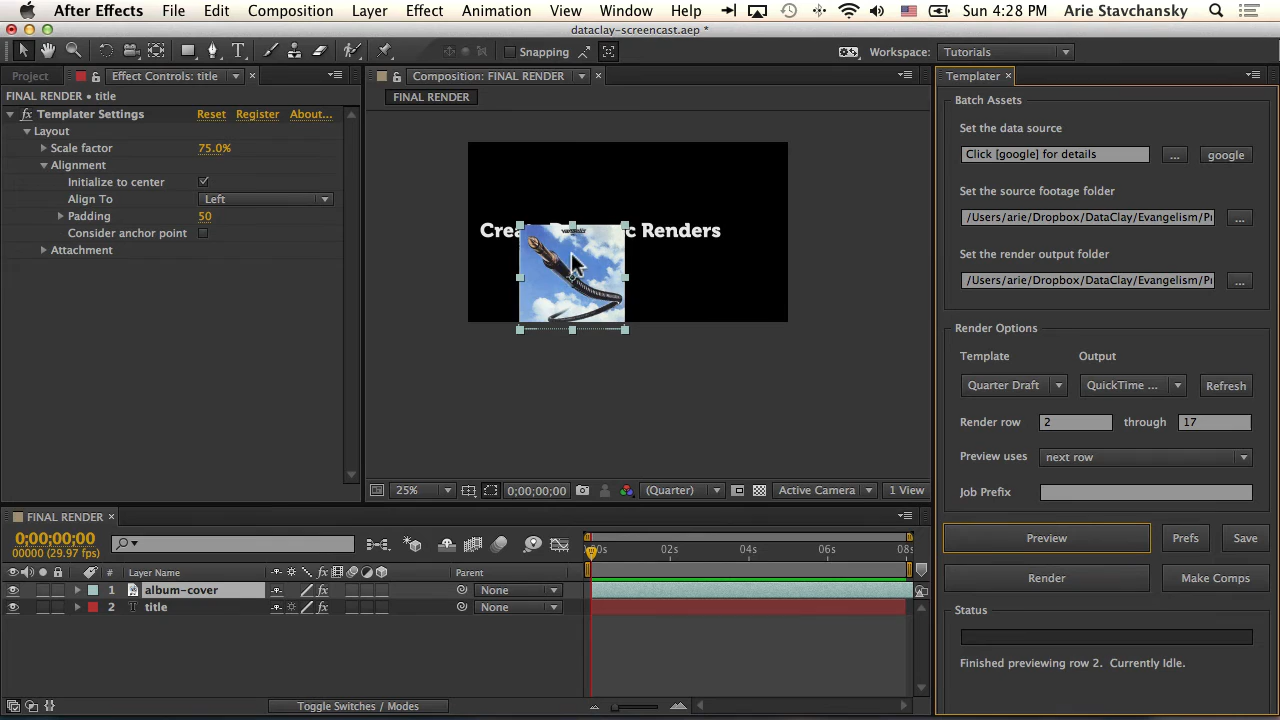 After Effects File Edit Composition Layer Effect Animation View Window Help Sun 4:28 PM Arie Stavchansky
dataclay-screencast.aep *
Snapping Workspace: Tutorials
Project Effect Controls: title Composition: FINAL RENDER Templater
FINAL RENDER • title
FINAL RENDER
Templater Settings Reset Register About...
Layout
Scale factor 75.0%
Alignment
Initialize to center
Align To Left
Padding 50
Consider anchor point
Attachment
c Renders
Batch Assets
Set the data source
Click [google] for details ... google
Set the source footage folder
/Users/arie/Dropbox/DataClay/Evangelism/P ...
Set the render output folder
/Users/arie/Dropbox/DataClay/Evangelism/P ...
Render Options
Template Output
Quarter Draft QuickTime ... Refresh
Render row 2 through 17
Preview uses next row
Job Prefix
Preview Prefs Save
Render Make Comps
Status
Finished previewing row 2. Currently Idle.
25% 0;00;00;00 (Quarter) Active Camera 1 View
FINAL RENDER
0;00;00;00
00000 (29.97 fps)
:00s 02s 04s 06s 08s
# Layer Name Parent
1 album-cover None
2 T title None
Toggle Switches / Modes